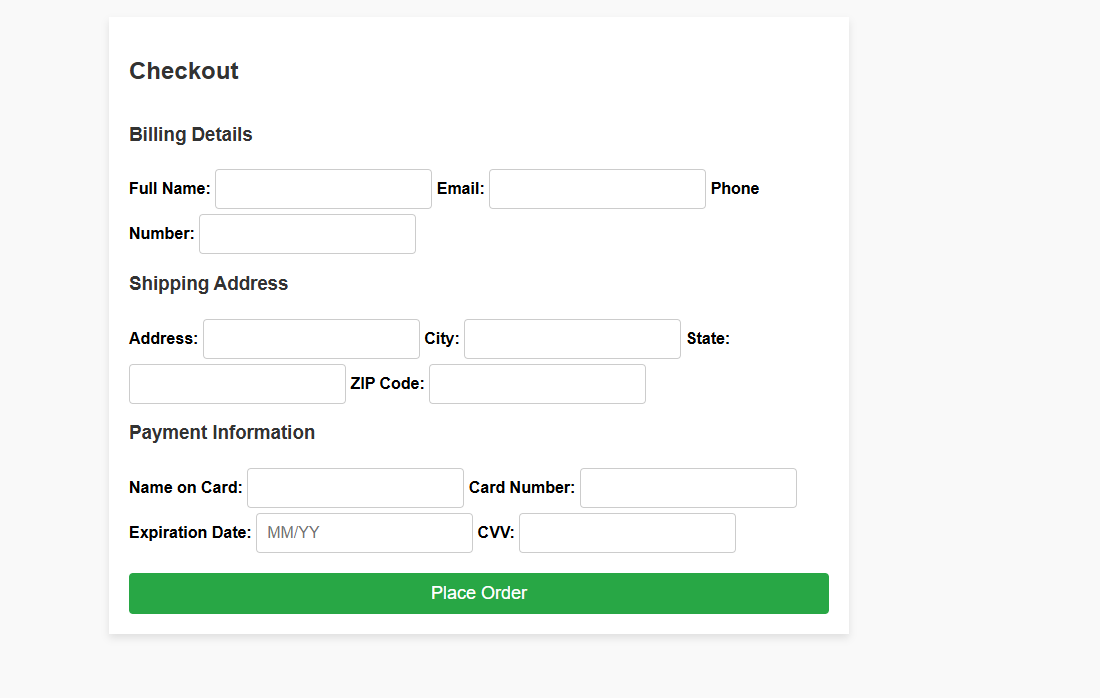 Checkout
Billing Details
Full Name: Email: Phone
Number:
Shipping Address
Address: City: State:
ZIP Code:
Payment Information
Name on Card: Card Number:
Expiration Date: MM/YY CVV:
Place Order